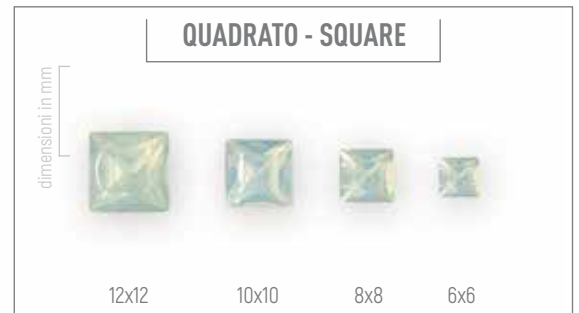 QUADRATO - SQUARE
dimensioni in mm
12x12 10x10 8x8 6x6